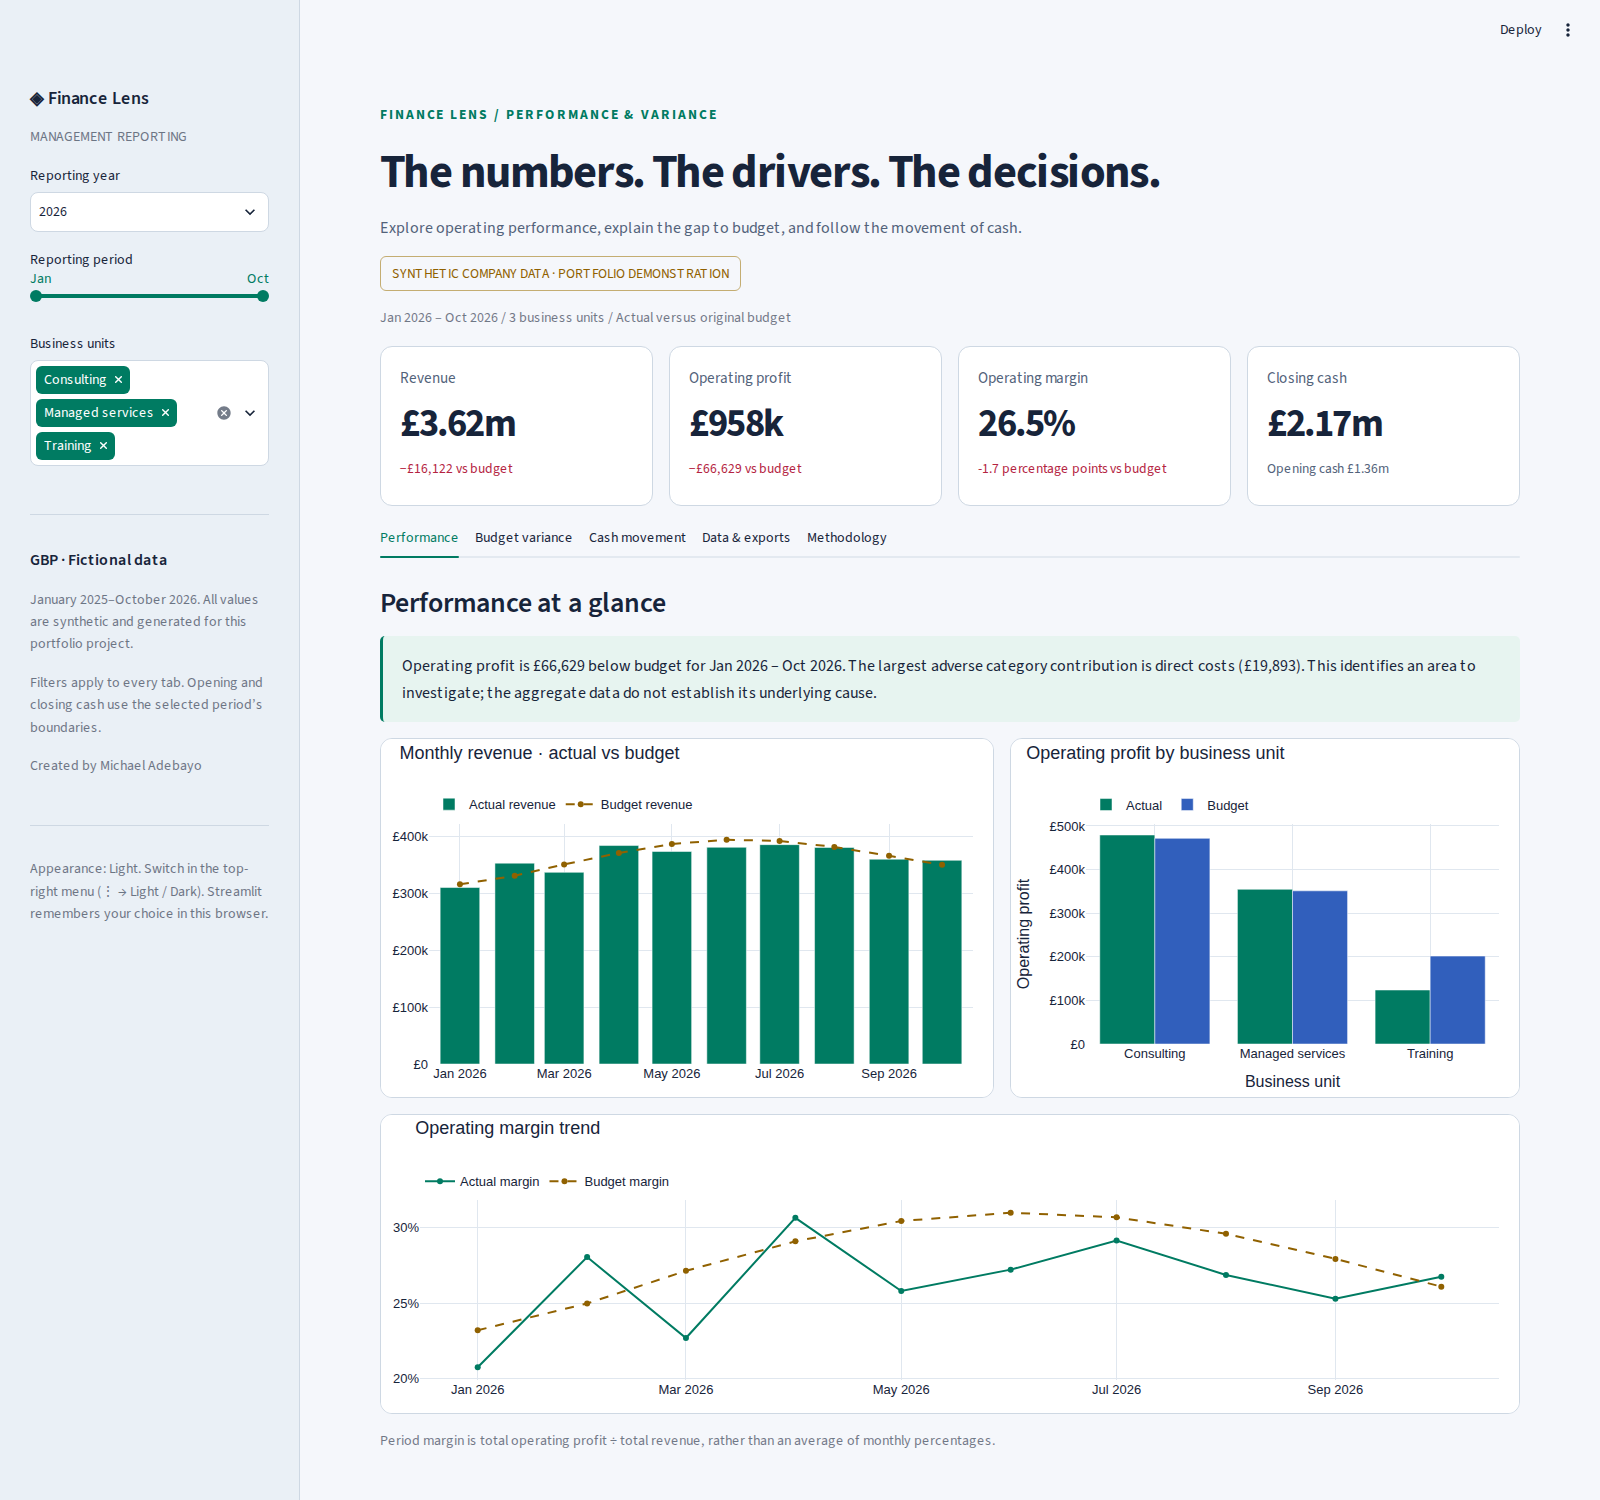 Deploy
◈ Finance Lens
MANAGEMENT REPORTING
Reporting year
2026
Reporting period
Jan Oct
Business units
Consulting ×
Managed services ×
Training ×
GBP · Fictional data
January 2025–October 2026. All values
are synthetic and generated for this
portfolio project.
Filters apply to every tab. Opening and
closing cash use the selected period's
boundaries.
Created by Michael Adebayo
Appearance: Light. Switch in the top-
right menu (⋮ → Light / Dark). Streamlit
remembers your choice in this browser.
FINANCE LENS / PERFORMANCE & VARIANCE
The numbers. The drivers. The decisions.
Explore operating performance, explain the gap to budget, and follow the movement of cash.
SYNTHETIC COMPANY DATA · PORTFOLIO DEMONSTRATION
Jan 2026 – Oct 2026 / 3 business units / Actual versus original budget
Revenue
£3.62m
−£16,122 vs budget
Operating profit
£958k
−£66,629 vs budget
Operating margin
26.5%
-1.7 percentage points vs budget
Closing cash
£2.17m
Opening cash £1.36m
Performance Budget variance Cash movement Data & exports Methodology
Performance at a glance
Operating profit is £66,629 below budget for Jan 2026 – Oct 2026. The largest adverse category contribution is direct costs (£19,893). This identifies an area to
investigate; the aggregate data do not establish its underlying cause.
Monthly revenue · actual vs budget
Actual revenue Budget revenue
£400k
£300k
£200k
£100k
£0
Jan 2026 Mar 2026 May 2026 Jul 2026 Sep 2026
Operating profit by business unit
Actual Budget
Operating profit
£500k
£400k
£300k
£200k
£100k
£0
Consulting Managed services Training
Business unit
Operating margin trend
Actual margin Budget margin
30%
25%
20%
Jan 2026 Mar 2026 May 2026 Jul 2026 Sep 2026
Period margin is total operating profit ÷ total revenue, rather than an average of monthly percentages.